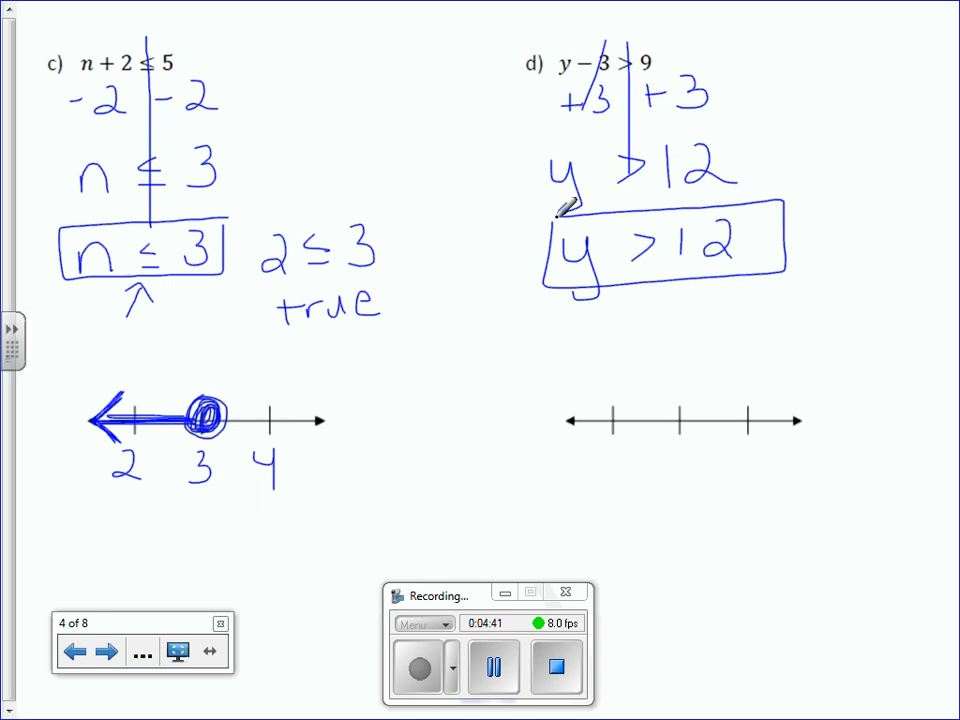 c) n + 2 ≤ 5
- 2 - 2
n ≤ 3
n ≤ 3
2 ≤ 3
true
2 3 4
d) y − 3 > 9
+3 +3
y > 12
y > 12
4 of 8
...
Recording...
Menu
0:04:41
8.0 fps